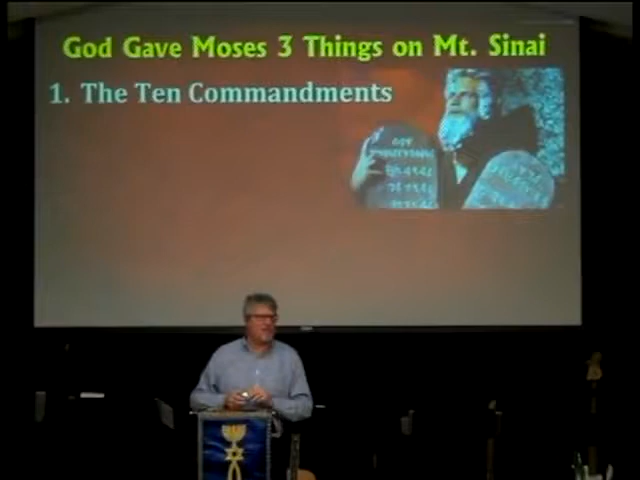 God Gave Moses 3 Things on Mt. Sinai
1. The Ten Commandments